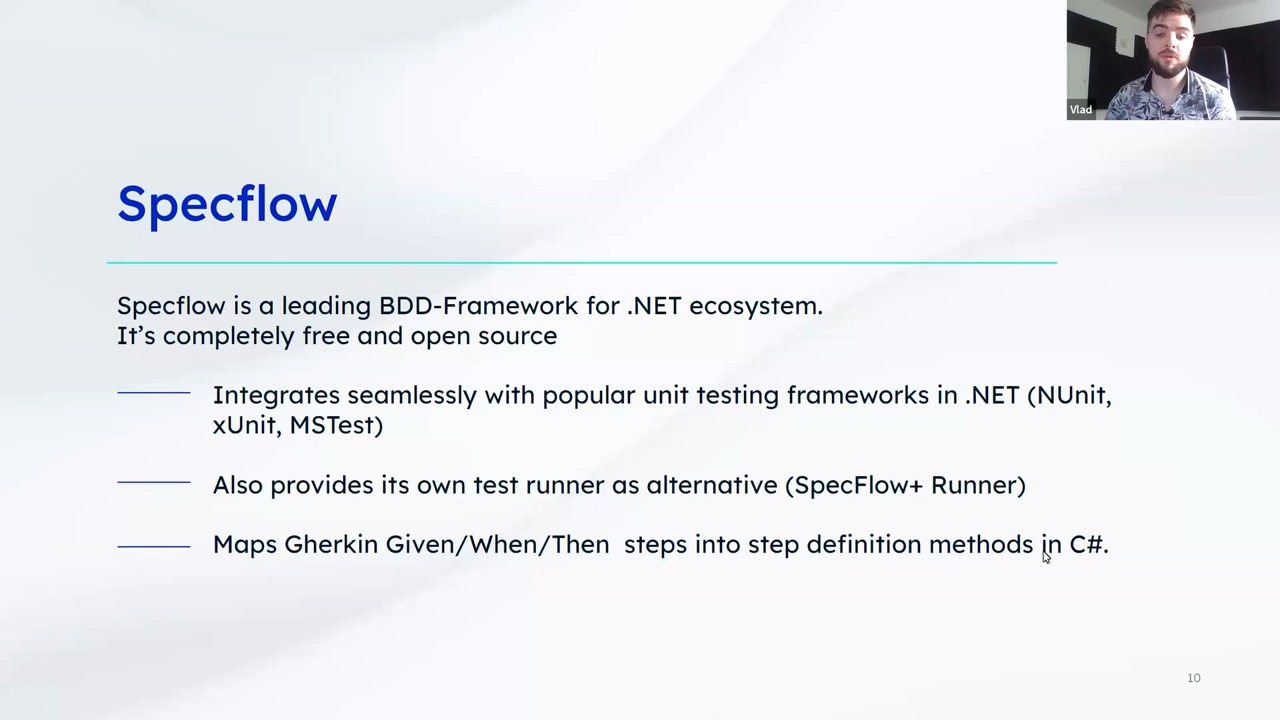 Vlad
Specflow
Specflow is a leading BDD-Framework for .NET ecosystem.
It’s completely free and open source
Integrates seamlessly with popular unit testing frameworks in .NET (NUnit,
xUnit, MSTest)
Also provides its own test runner as alternative (SpecFlow+ Runner)
Maps Gherkin Given/When/Then  steps into step definition methods in C#.
10